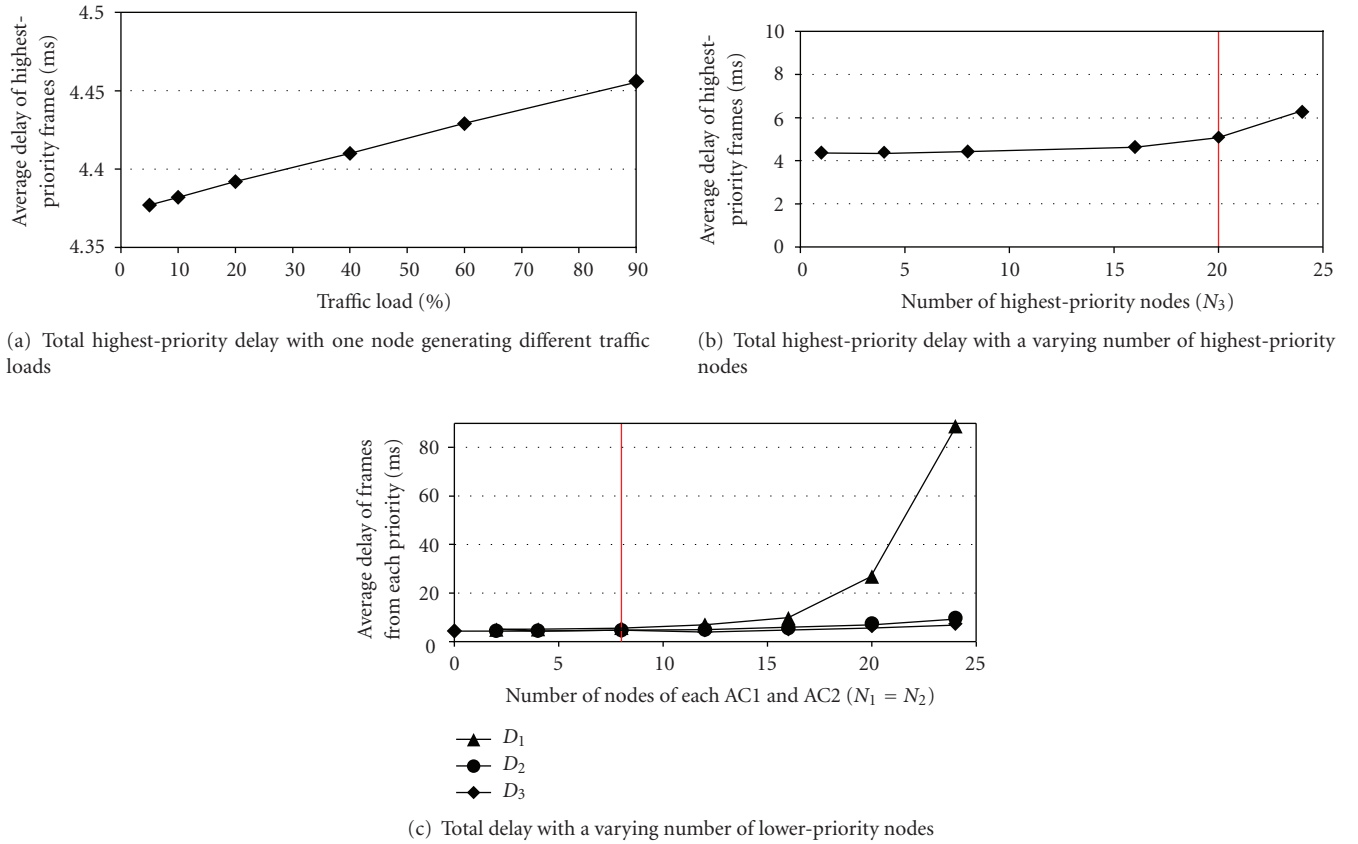 Average delay of highest-
priority frames (ms)
4.5
4.45
4.4
4.35
0 10 20 30 40 50 60 70 80 90
Traffic load (%)
(a) Total highest-priority delay with one node generating different traffic
loads
Average delay of highest-
priority frames (ms)
10
8
6
4
2
0
0 5 10 15 20 25
Number of highest-priority nodes (N₃)
(b) Total highest-priority delay with a varying number of highest-priority
nodes
Average delay of frames
from each priority (ms)
80
60
40
20
0
0 5 10 15 20 25
Number of nodes of each AC1 and AC2 (N₁ = N₂)
D₁
D₂
D₃
(c) Total delay with a varying number of lower-priority nodes